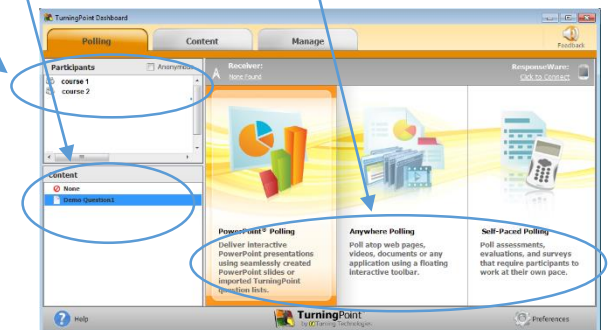 TurningPoint Dashboard
Polling
Content
Manage
Feedback
Participants
Anonymous
course 1
course 2
Receiver:
None Found
ResponseWare:
Click to Connect
Content
None
Demo Question1
PowerPoint® Polling
Deliver interactive
PowerPoint presentations
using seamlessly created
PowerPoint slides or
imported TurningPoint
question lists.
Anywhere Polling
Poll atop web pages,
videos, documents or any
application using a floating
interactive toolbar.
Self-Paced Polling
Poll assessments,
evaluations, and surveys
that require participants to
work at their own pace.
Help
TurningPoint
by Turning Technologies
Preferences